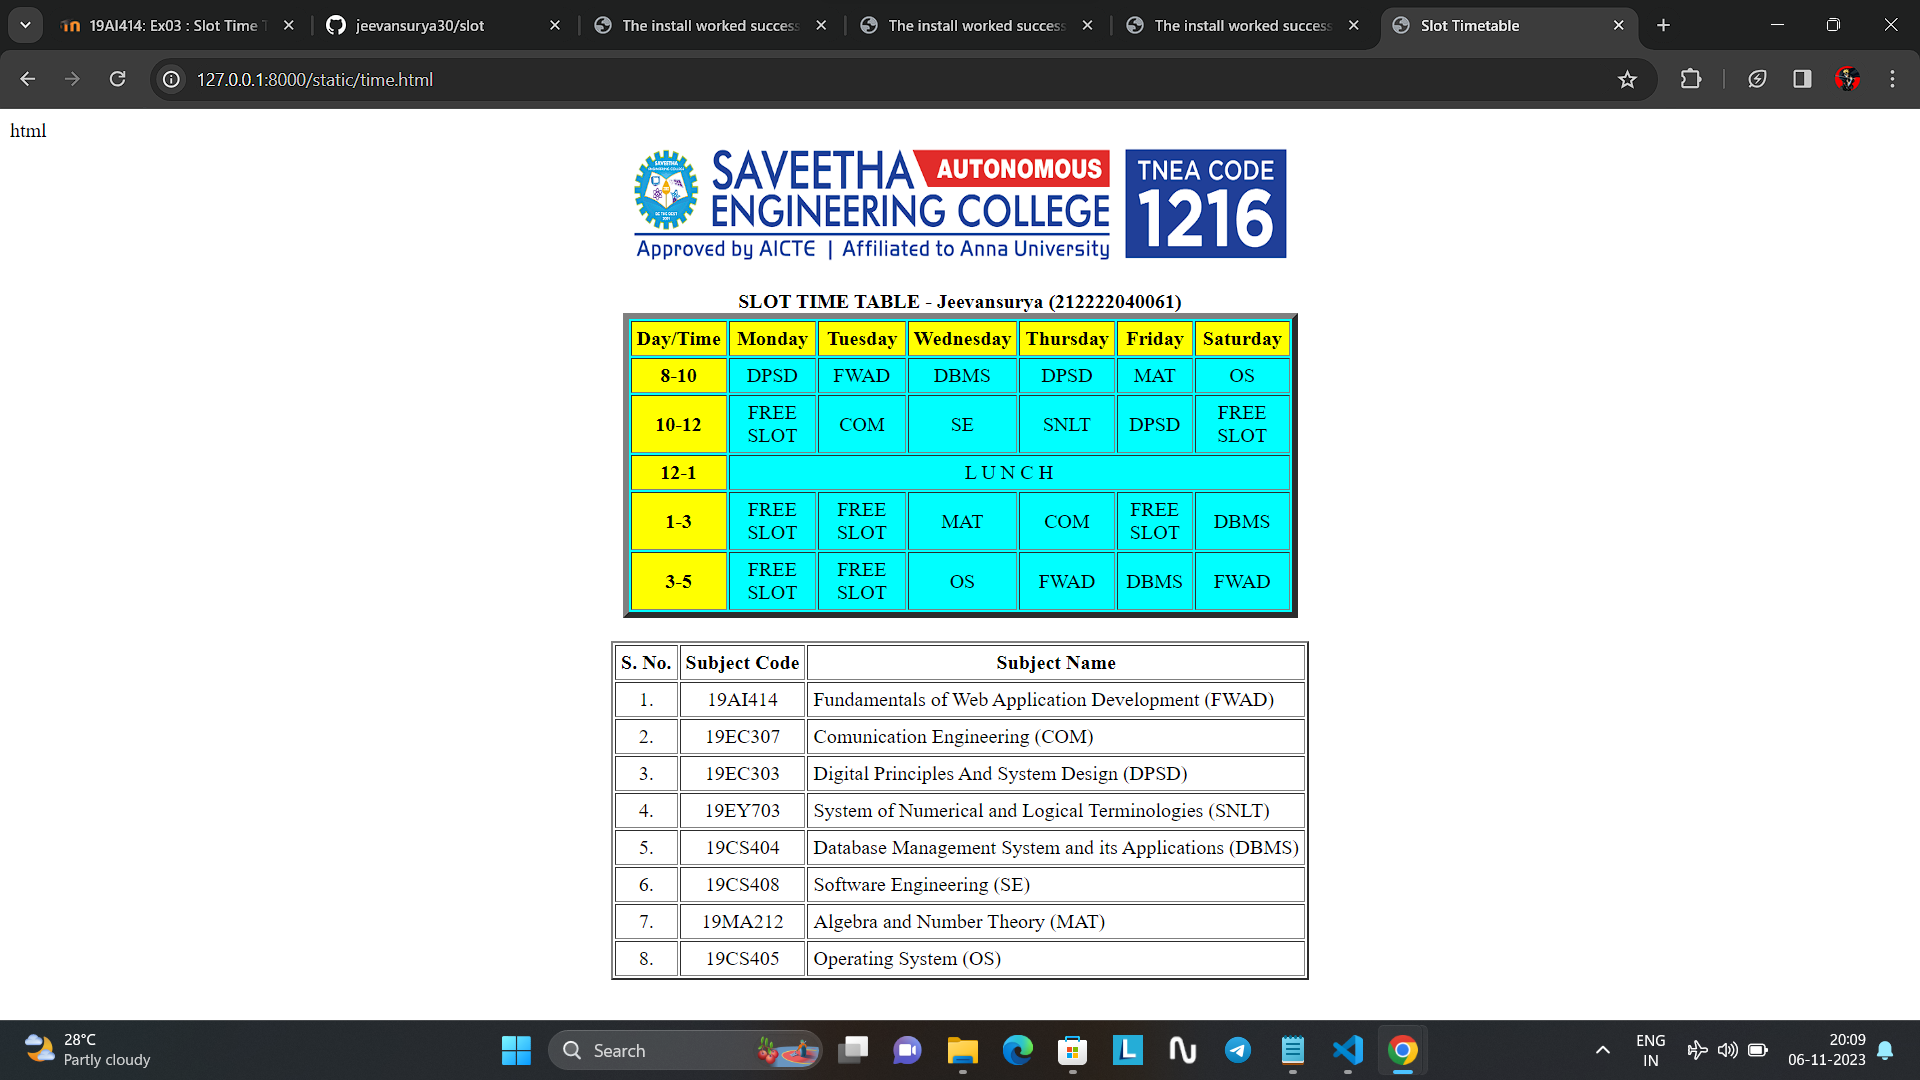 19AI414: Ex03 : Slot Time T
jeevansurya30/slot
The install worked success
The install worked success
The install worked success
Slot Timetable
127.0.0.1:8000/static/time.html
html
SAVEETHA AUTONOMOUS
ENGINEERING COLLEGE
Approved by AICTE | Affiliated to Anna University
TNEA CODE
1216
SLOT TIME TABLE - Jeevansurya (212222040061)
Day/Time Monday Tuesday Wednesday Thursday Friday Saturday
8-10 DPSD FWAD DBMS DPSD MAT OS
10-12 FREE SLOT COM SE SNLT DPSD FREE SLOT
12-1 L U N C H
1-3 FREE SLOT FREE SLOT MAT COM FREE SLOT DBMS
3-5 FREE SLOT FREE SLOT OS FWAD DBMS FWAD
S. No. Subject Code Subject Name
1. 19AI414 Fundamentals of Web Application Development (FWAD)
2. 19EC307 Comunication Engineering (COM)
3. 19EC303 Digital Principles And System Design (DPSD)
4. 19EY703 System of Numerical and Logical Terminologies (SNLT)
5. 19CS404 Database Management System and its Applications (DBMS)
6. 19CS408 Software Engineering (SE)
7. 19MA212 Algebra and Number Theory (MAT)
8. 19CS405 Operating System (OS)
28°C
Partly cloudy
Search
ENG
IN
20:09
06-11-2023